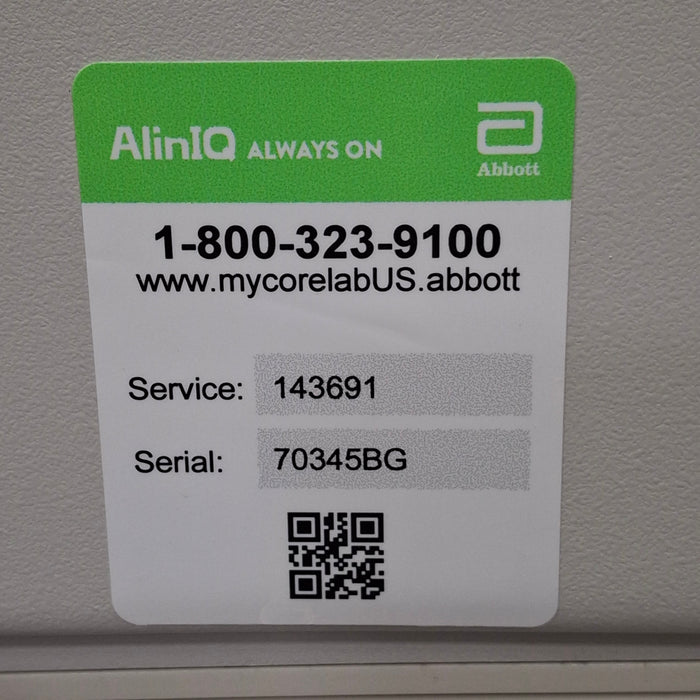 AlinIQ ALWAYS ON
Abbott
1-800-323-9100
www.mycorelabUS.abbott
Service: 143691
Serial: 70345BG